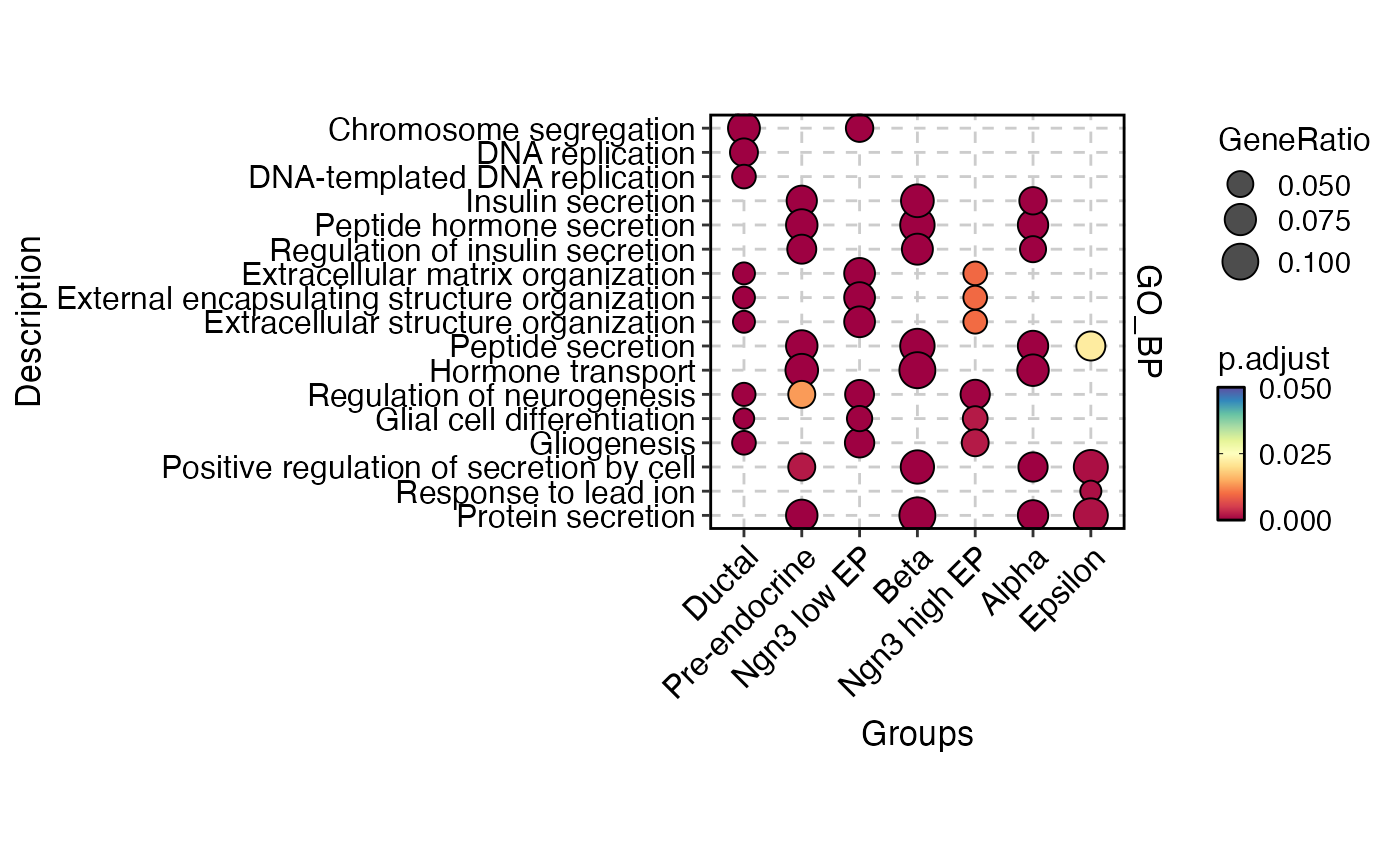 Description
Chromosome segregation
DNA replication
DNA-templated DNA replication
Insulin secretion
Peptide hormone secretion
Regulation of insulin secretion
Extracellular matrix organization
External encapsulating structure organization
Extracellular structure organization
Peptide secretion
Hormone transport
Regulation of neurogenesis
Glial cell differentiation
Gliogenesis
Positive regulation of secretion by cell
Response to lead ion
Protein secretion
Ductal
Pre-endocrine
Ngn3 low EP
Beta
Ngn3 high EP
Alpha
Epsilon
Groups
GO_BP
GeneRatio
0.050
0.075
0.100
p.adjust
0.050
0.025
0.000